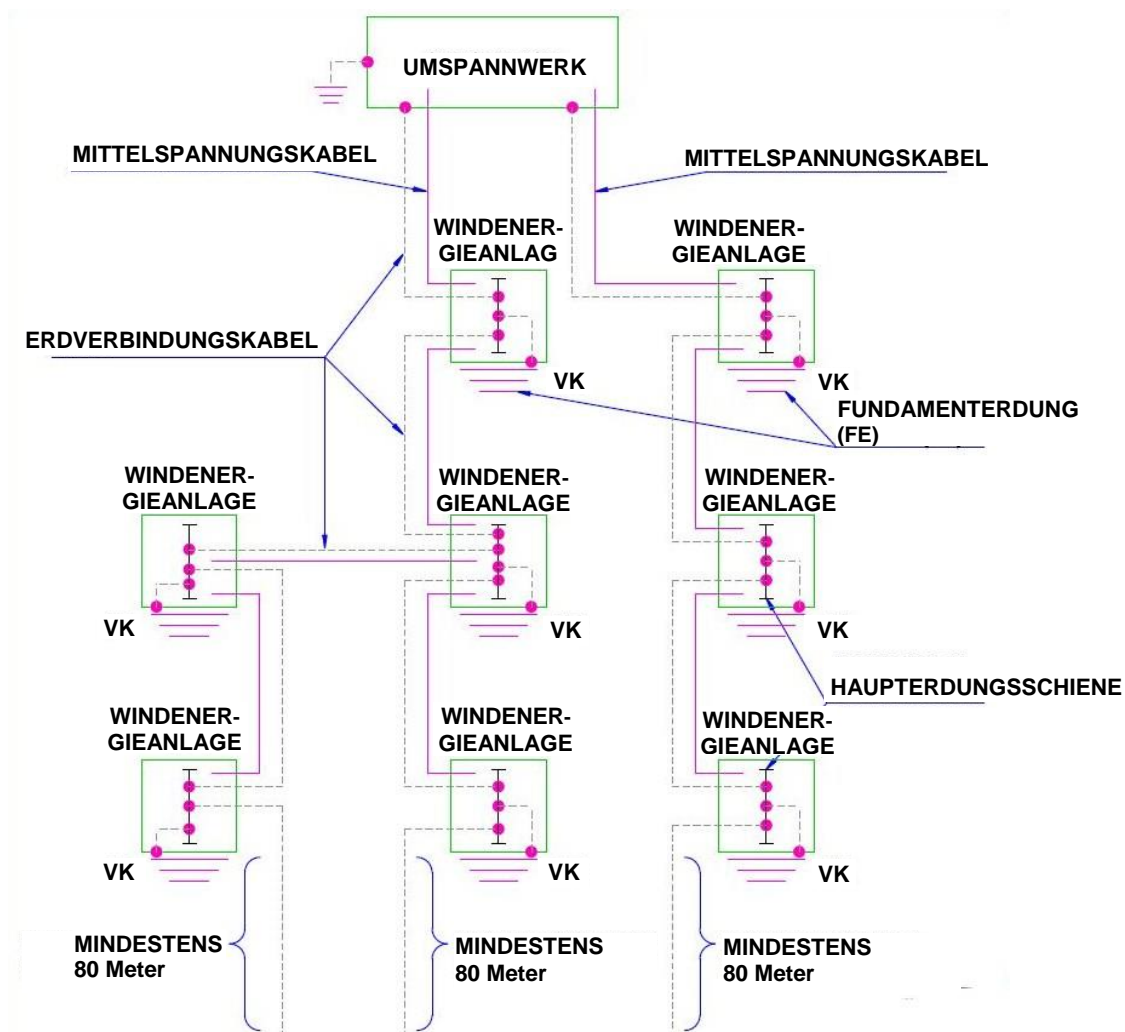 UMSPANNWERK
MITTELSPANNUNGSKABEL
MITTELSPANNUNGSKABEL
WINDENER-
GIEANLAG
WINDENER-
GIEANLAGE
ERDVERBINDUNGSKABEL
VK
VK
FUNDAMENTERDUNG
(FE)
WINDENER-
GIEANLAGE
WINDENER-
GIEANLAGE
WINDENER-
GIEANLAGE
VK
VK
VK
HAUPTERDUNGSSCHIENE
WINDENER-
GIEANLAGE
WINDENER-
GIEANLAGE
WINDENER-
GIEANLAGE
VK
VK
VK
MINDESTENS
80 Meter
MINDESTENS
80 Meter
MINDESTENS
80 Meter